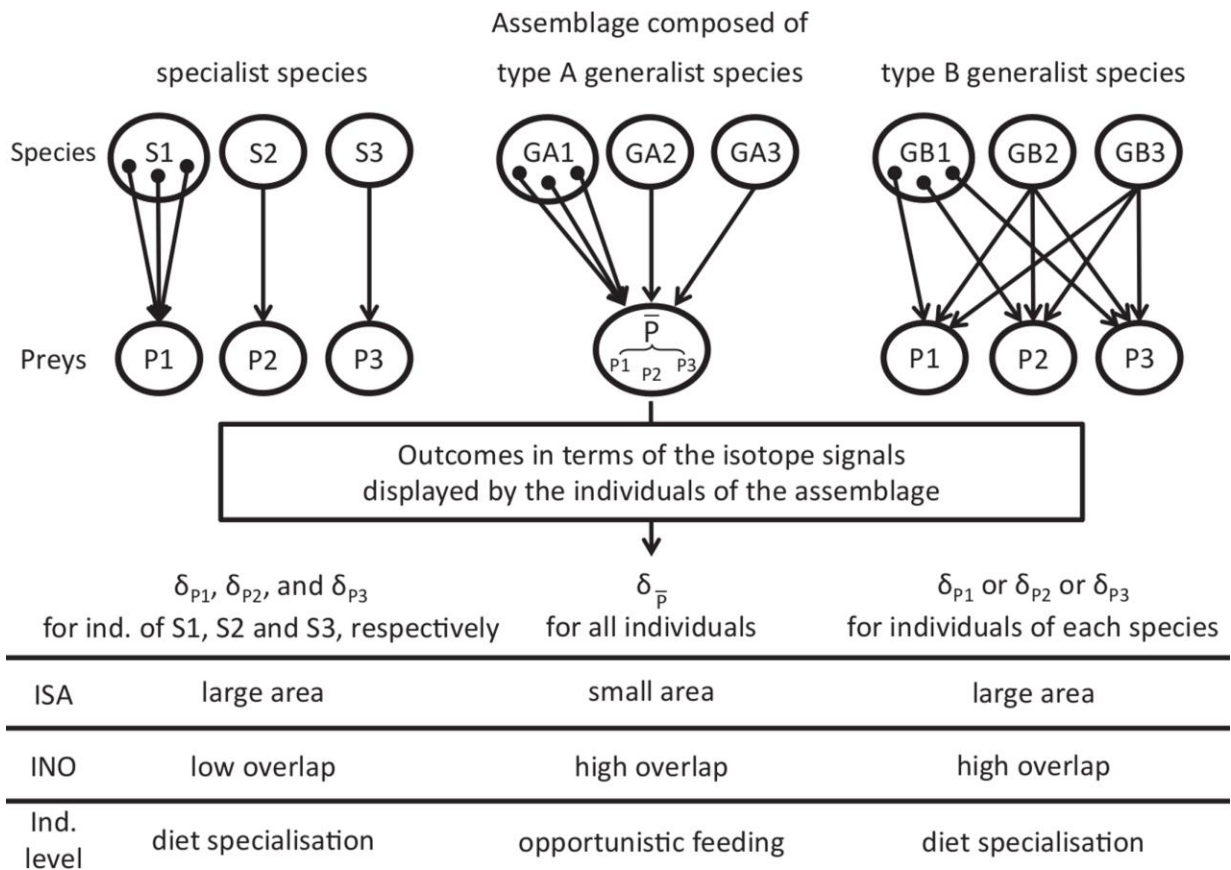 Assemblage composed of
specialist species type A generalist species type B generalist species
Species S1 S2 S3 GA1 GA2 GA3 GB1 GB2 GB3
P̅
Preys P1 P2 P3 P1 P2 P3 P1 P2 P3
Outcomes in terms of the isotope signals
displayed by the individuals of the assemblage
δP1, δP2, and δP3 δP̅ δP1 or δP2 or δP3
for ind. of S1, S2 and S3, respectively for all individuals for individuals of each species
ISA large area small area large area
INO low overlap high overlap high overlap
Ind. level diet specialisation opportunistic feeding diet specialisation